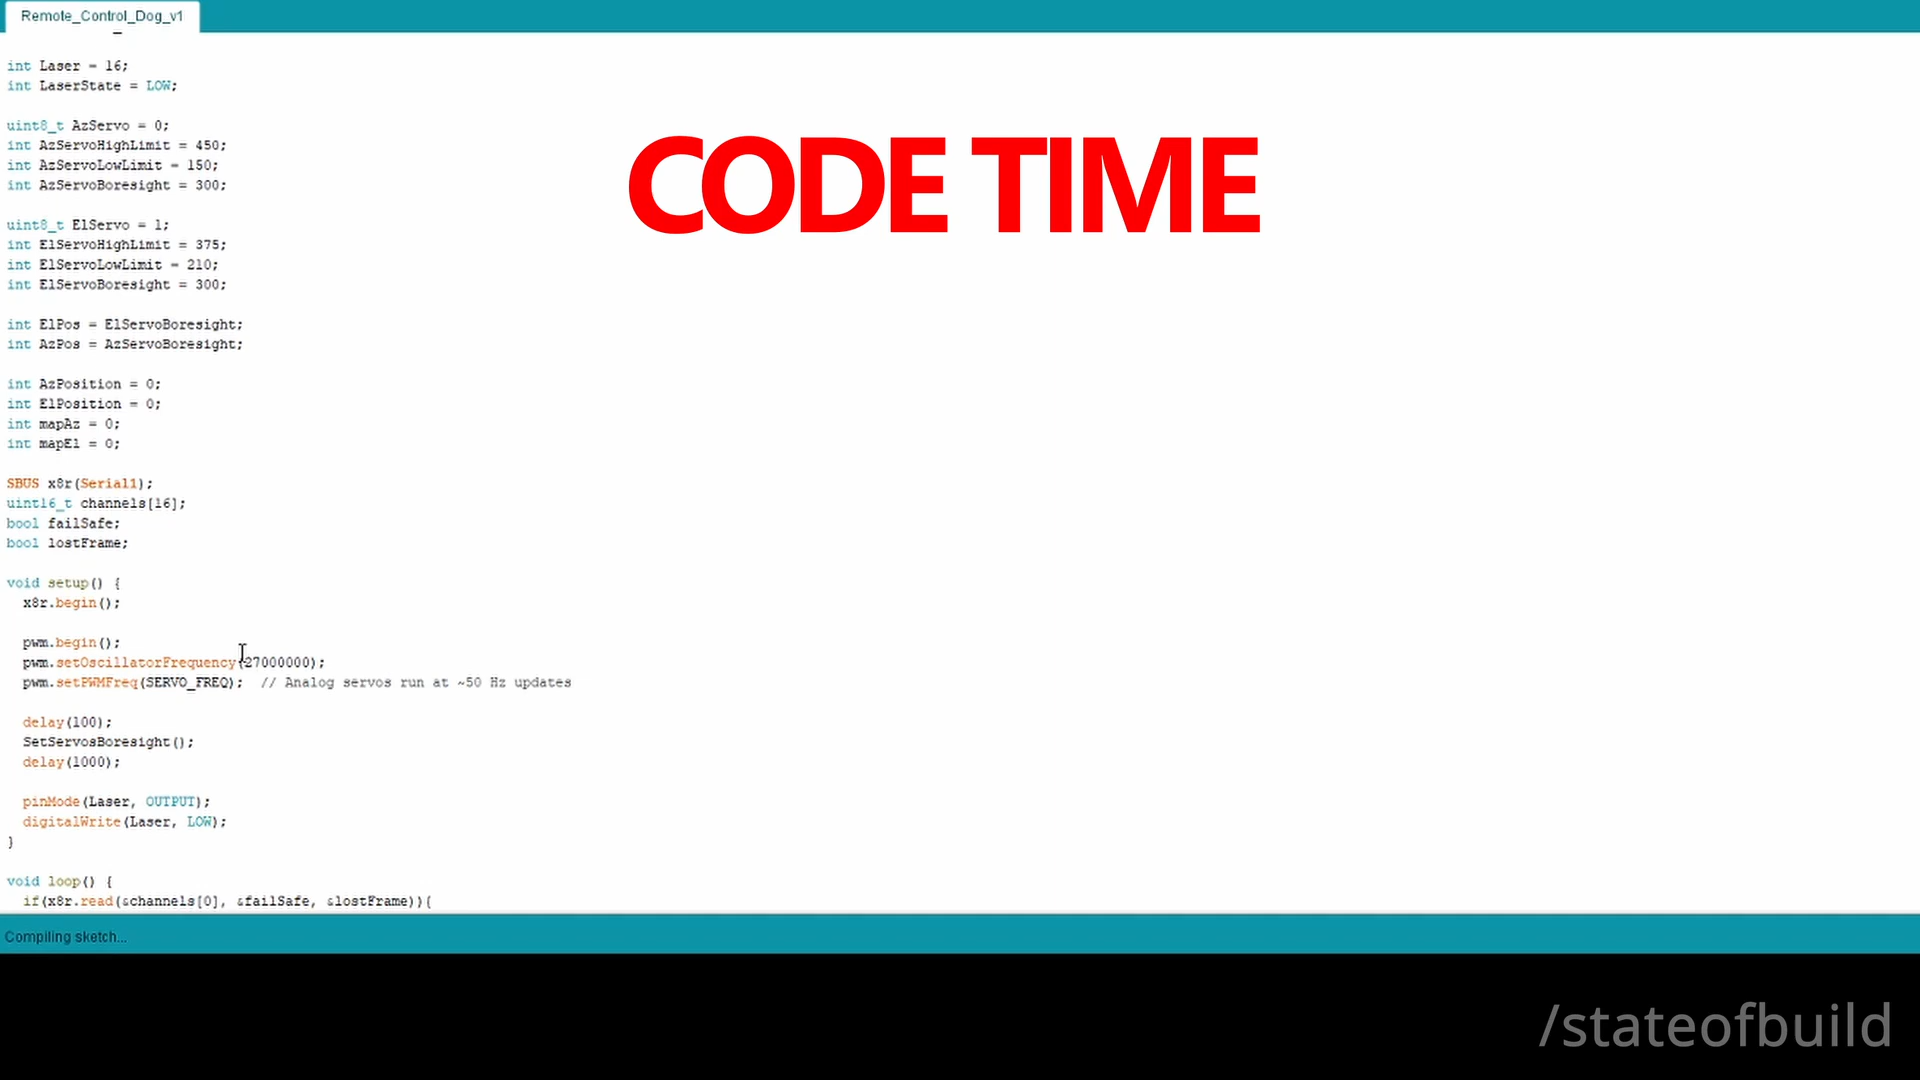 Remote_Control_Dog_v1
int Laser = 16;
int LaserState = LOW;
uint8_t AzServo = 0;
int AzServoHighLimit = 450;
int AzServoLowLimit = 150;
int AzServoBoresight = 300;
uint8_t ElServo = 1;
int ElServoHighLimit = 375;
int ElServoLowLimit = 210;
int ElServoBoresight = 300;
int ElPos = ElServoBoresight;
int AzPos = AzServoBoresight;
int AzPosition = 0;
int ElPosition = 0;
int mapAz = 0;
int mapEl = 0;
SBUS x8r(Serial1);
uint16_t channels[16];
bool failSafe;
bool lostFrame;
void setup() {
x8r.begin();
pwm.begin();
pwm.setOscillatorFrequency(27000000);
pwm.setPWMFreq(SERVO_FREQ);  // Analog servos run at ~50 Hz updates
delay(100);
SetServosBoresight();
delay(1000);
pinMode(Laser, OUTPUT);
digitalWrite(Laser, LOW);
}
void loop() {
if(x8r.read(&channels[0], &failSafe, &lostFrame)){
CODE TIME
Compiling sketch...
/stateofbuild